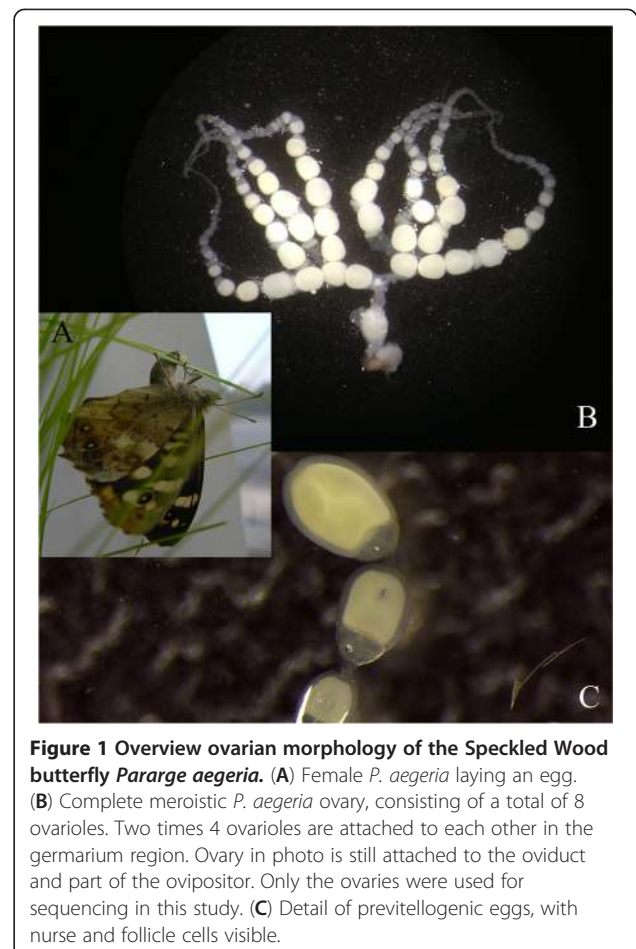 A
B
C
Figure 1 Overview ovarian morphology of the Speckled Wood
butterfly Pararge aegeria. (A) Female P. aegeria laying an egg.
(B) Complete meroistic P. aegeria ovary, consisting of a total of 8
ovarioles. Two times 4 ovarioles are attached to each other in the
germarium region. Ovary in photo is still attached to the oviduct
and part of the ovipositor. Only the ovaries were used for
sequencing in this study. (C) Detail of previtellogenic eggs, with
nurse and follicle cells visible.